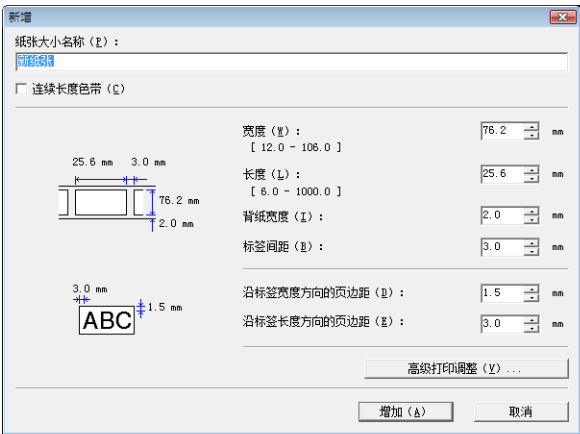 新增
纸张大小名称(P):
新纸张
连续长度色带(C)
宽度(W):
76.2 mm
[ 12.0 - 106.0 ]
25.6 mm 3.0 mm
长度(L):
25.6 mm
[ 6.0 - 1000.0 ]
76.2 mm
背纸宽度(I):
2.0 mm
2.0 mm
标签间距(B):
3.0 mm
沿标签宽度方向的页边距(D):
1.5 mm
3.0 mm
1.5 mm
ABC
沿标签长度方向的页边距(E):
3.0 mm
高级打印调整(V)...
增加(A)
取消